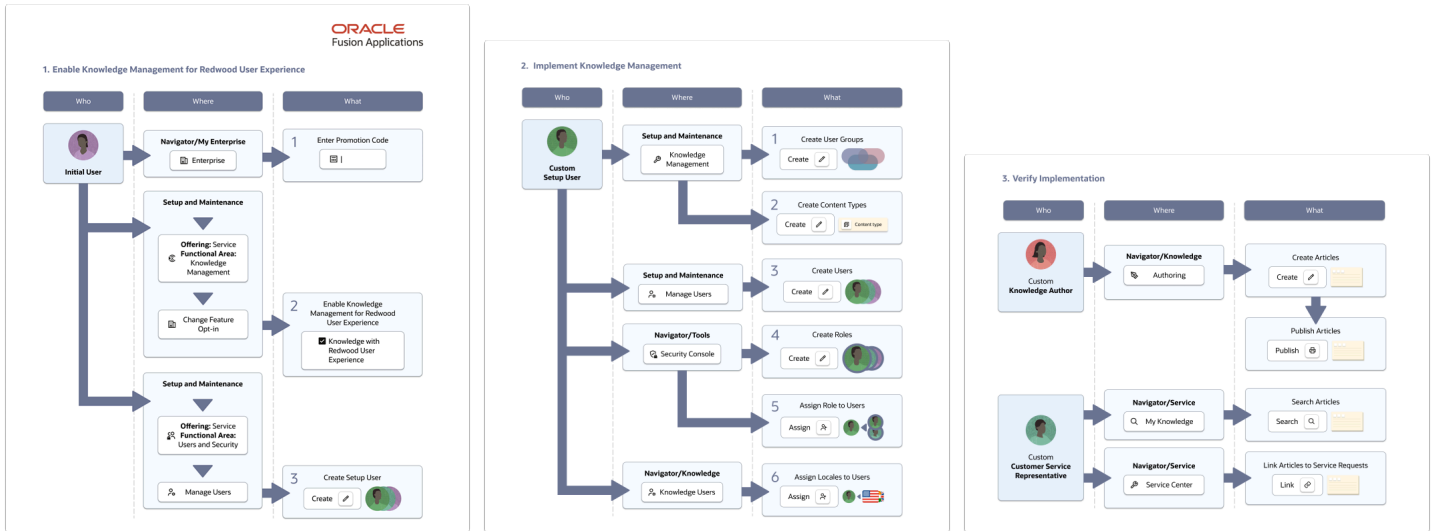 ORACLE
Fusion Applications
1. Enable Knowledge Management for Redwood User Experience
Who
Where
What
Initial User
Navigator/My Enterprise
Enterprise
1
Enter Promotion Code
Setup and Maintenance
Offering: Service
Functional Area:
Knowledge
Management
Change Feature
Opt-in
2
Enable Knowledge
Management for Redwood
User Experience
Knowledge with
Redwood User
Experience
Setup and Maintenance
Offering: Service
Functional Area:
Users and Security
Manage Users
3
Create Setup User
Create
2. Implement Knowledge Management
Who
Where
What
Custom
Setup User
Setup and Maintenance
Knowledge
Management
1
Create User Groups
Create
2
Create Content Types
Create
Content type
Setup and Maintenance
Manage Users
3
Create Users
Create
Navigator/Tools
Security Console
4
Create Roles
Create
5
Assign Role to Users
Assign
Navigator/Knowledge
Knowledge Users
6
Assign Locales to Users
Assign
3. Verify Implementation
Who
Where
What
Custom
Knowledge Author
Navigator/Knowledge
Authoring
Create Articles
Create
Publish Articles
Publish
Custom
Customer Service
Representative
Navigator/Service
My Knowledge
Search Articles
Search
Navigator/Service
Service Center
Link Articles to Service Requests
Link